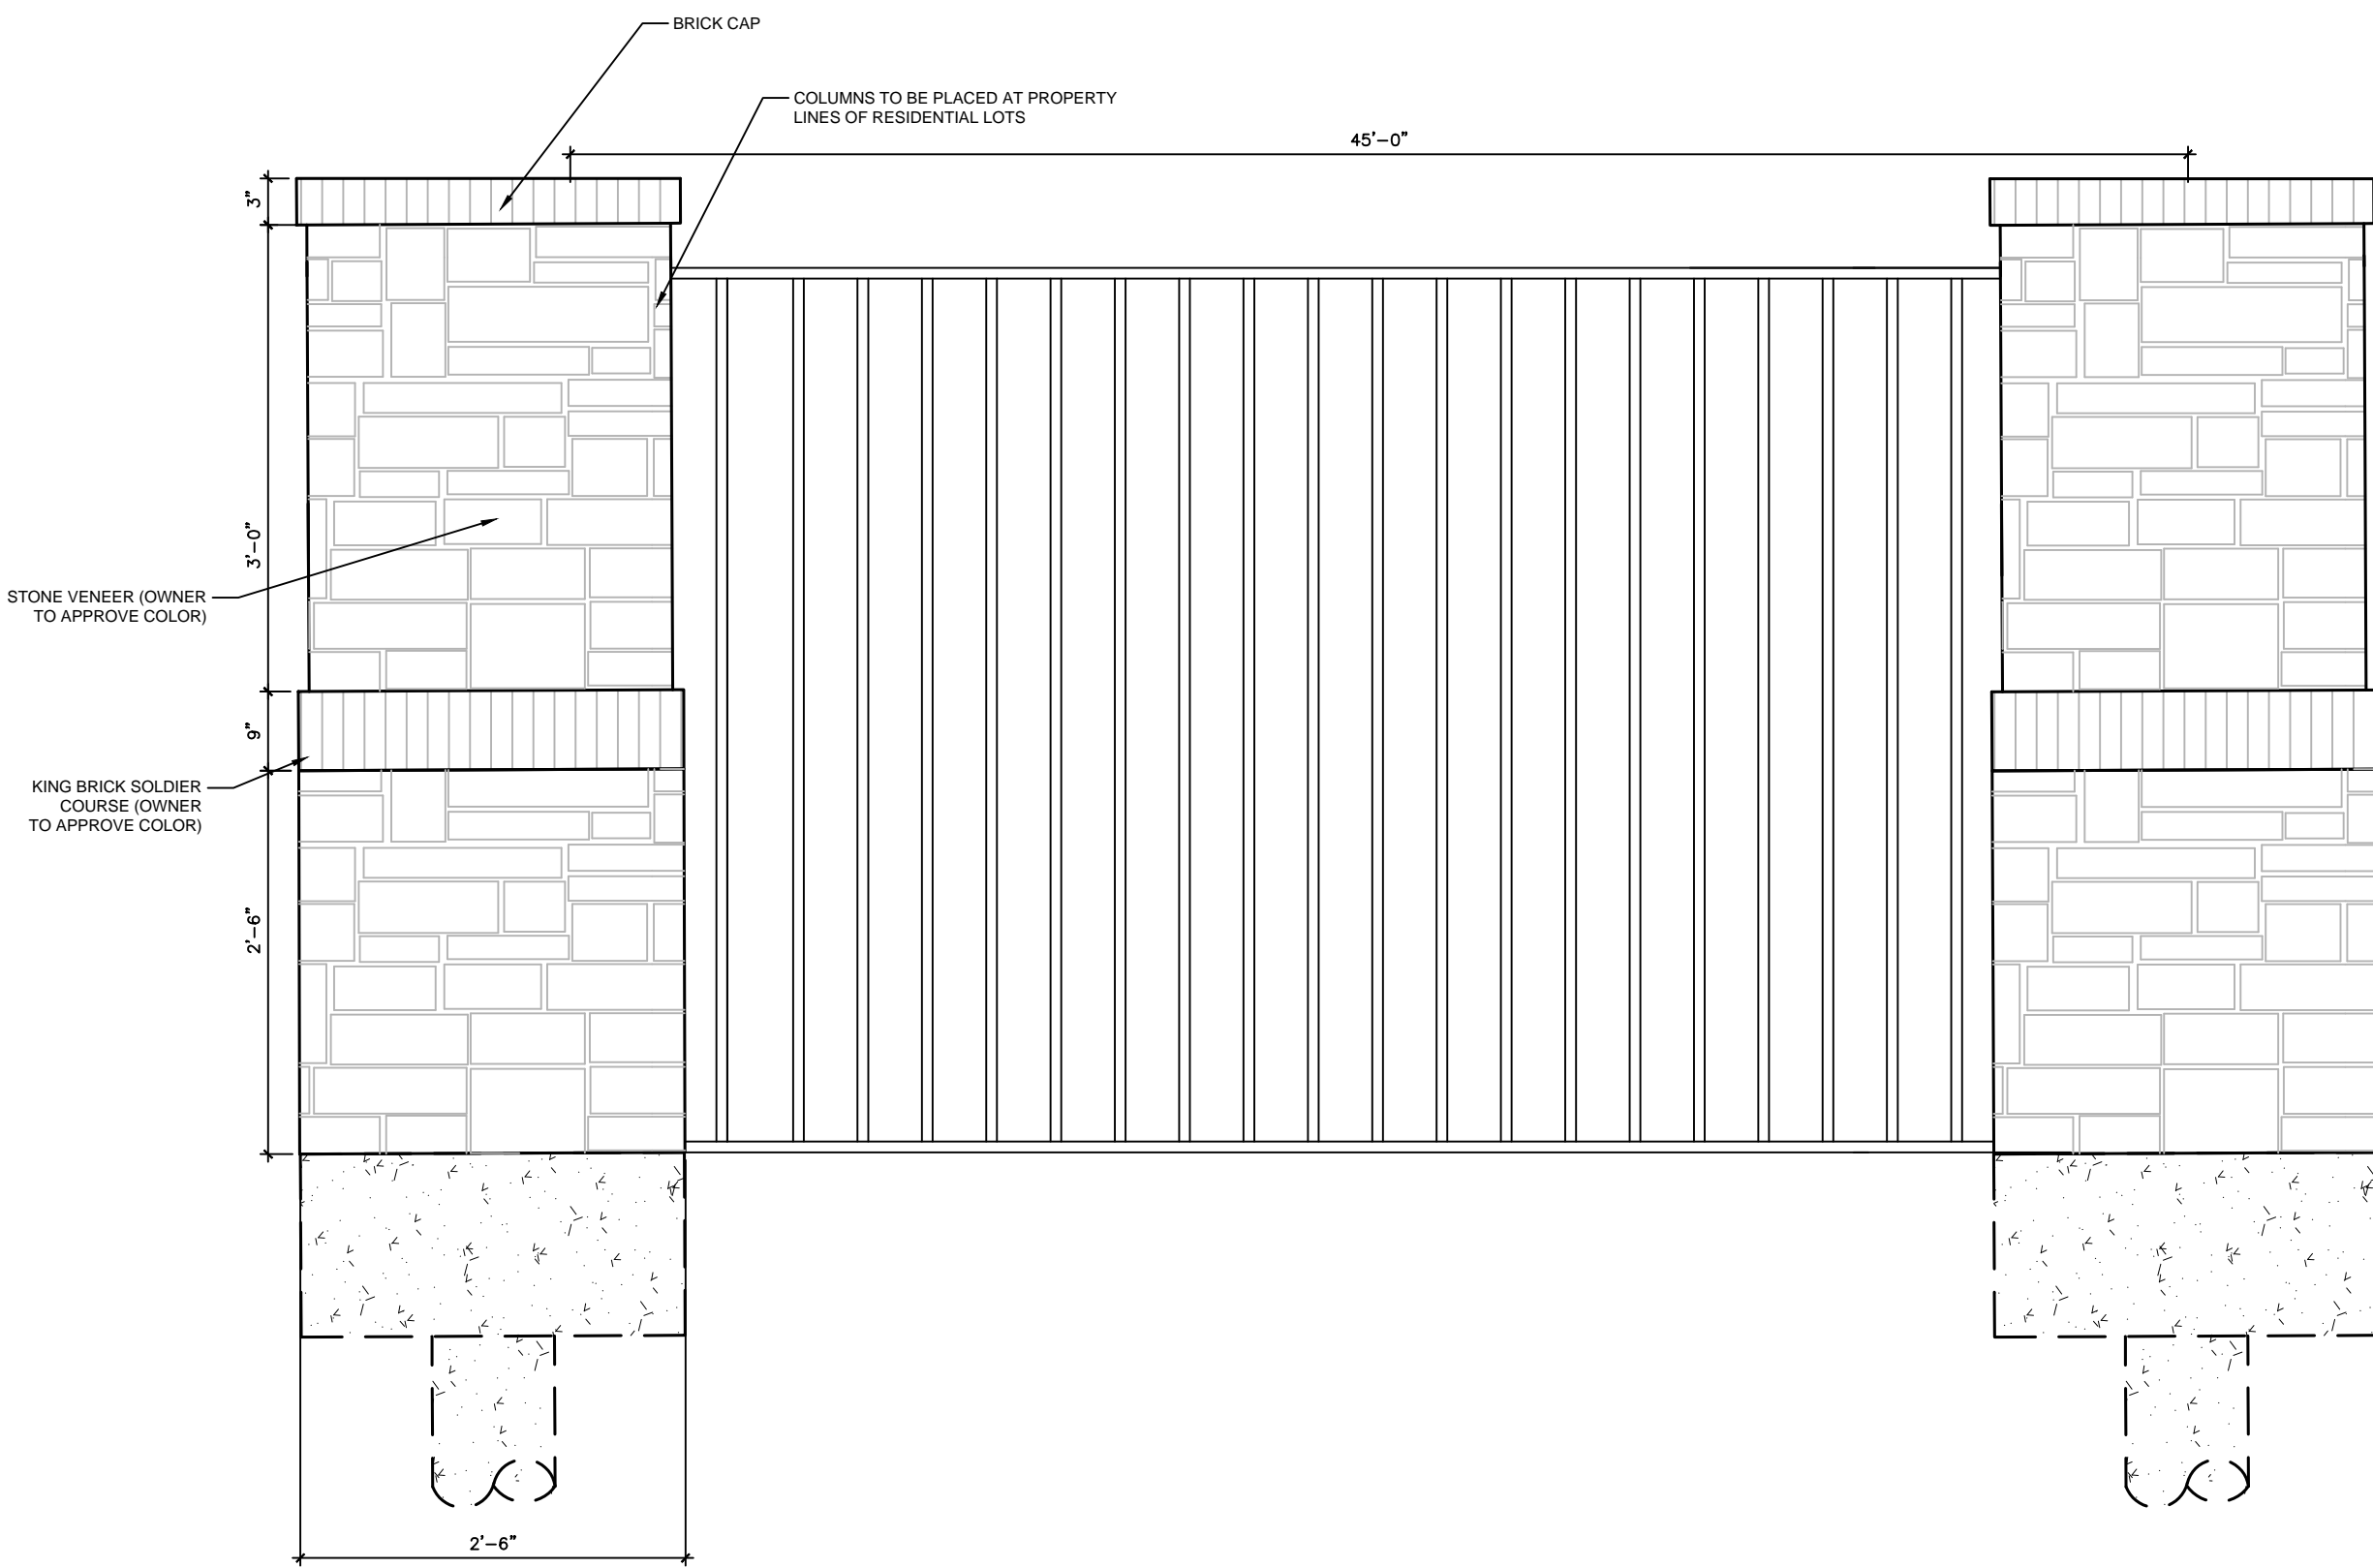 BRICK CAP
COLUMNS TO BE PLACED AT PROPERTY
LINES OF RESIDENTIAL LOTS
45'-0"
3"
3'-0"
STONE VENEER (OWNER
TO APPROVE COLOR)
9"
KING BRICK SOLDIER
COURSE (OWNER
TO APPROVE COLOR)
2'-6"
2'-6"